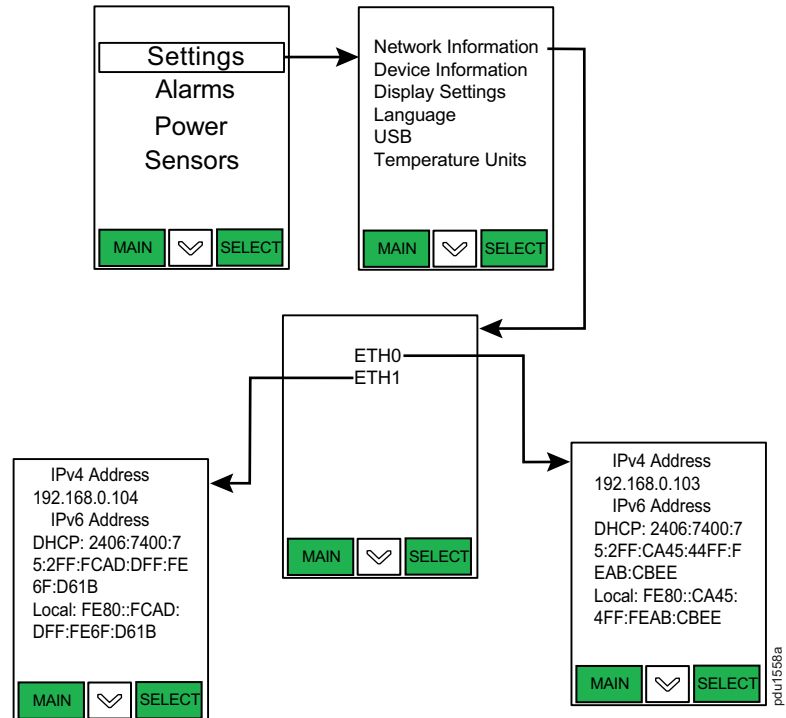 Settings
Alarms
Power
Sensors
MAIN
SELECT
Network Information
Device Information
Display Settings
Language
USB
Temperature Units
MAIN
SELECT
ETH0
ETH1
MAIN
SELECT
IPv4 Address
192.168.0.104
IPv6 Address
DHCP: 2406:7400:7
5:2FF:FCAD:DFF:FE
6F:D61B
Local: FE80::FCAD:
DFF:FE6F:D61B
MAIN
SELECT
IPv4 Address
192.168.0.103
IPv6 Address
DHCP: 2406:7400:7
5:2FF:CA45:44FF:F
EAB:CBEE
Local: FE80::CA45:
4FF:FEAB:CBEE
MAIN
SELECT
pdu1558a